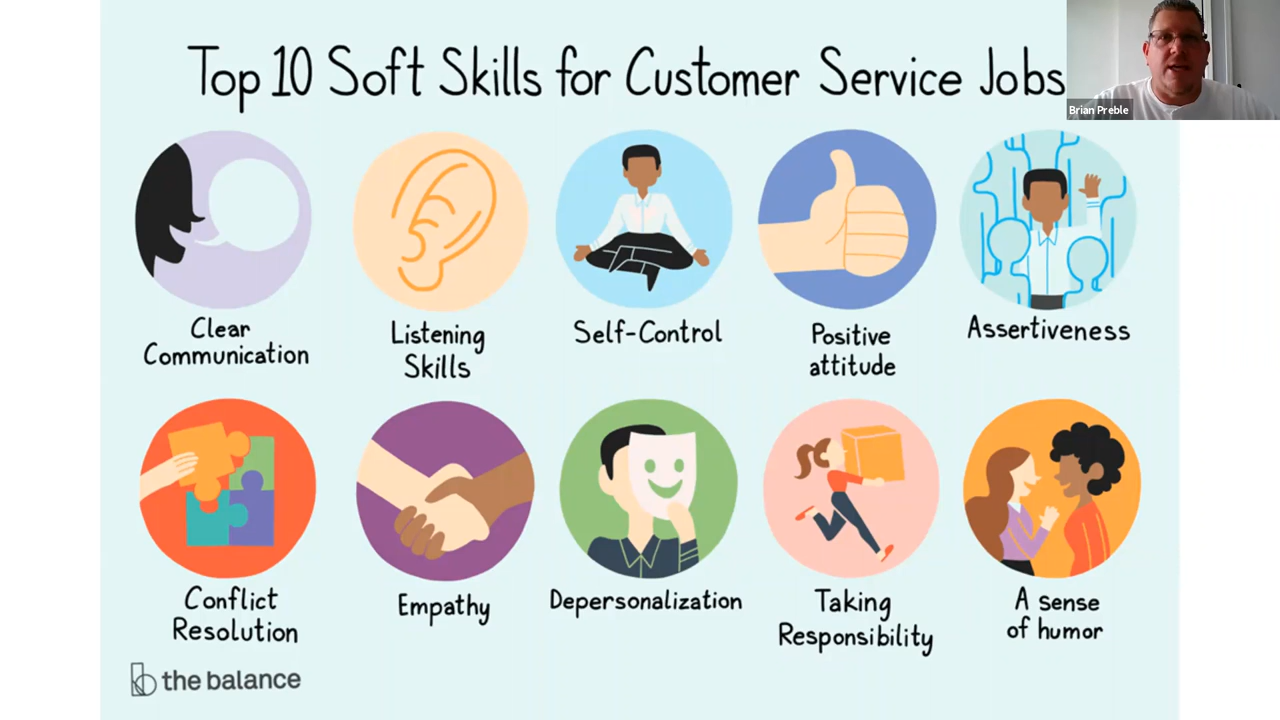 Top 10 Soft Skills for Customer Service Jobs
Brian Preble
Clear
Communication
Listening
Skills
Self-Control
Positive
attitude
Assertiveness
Conflict
Resolution
Empathy
Depersonalization
Taking
Responsibility
A sense
of humor
the balance